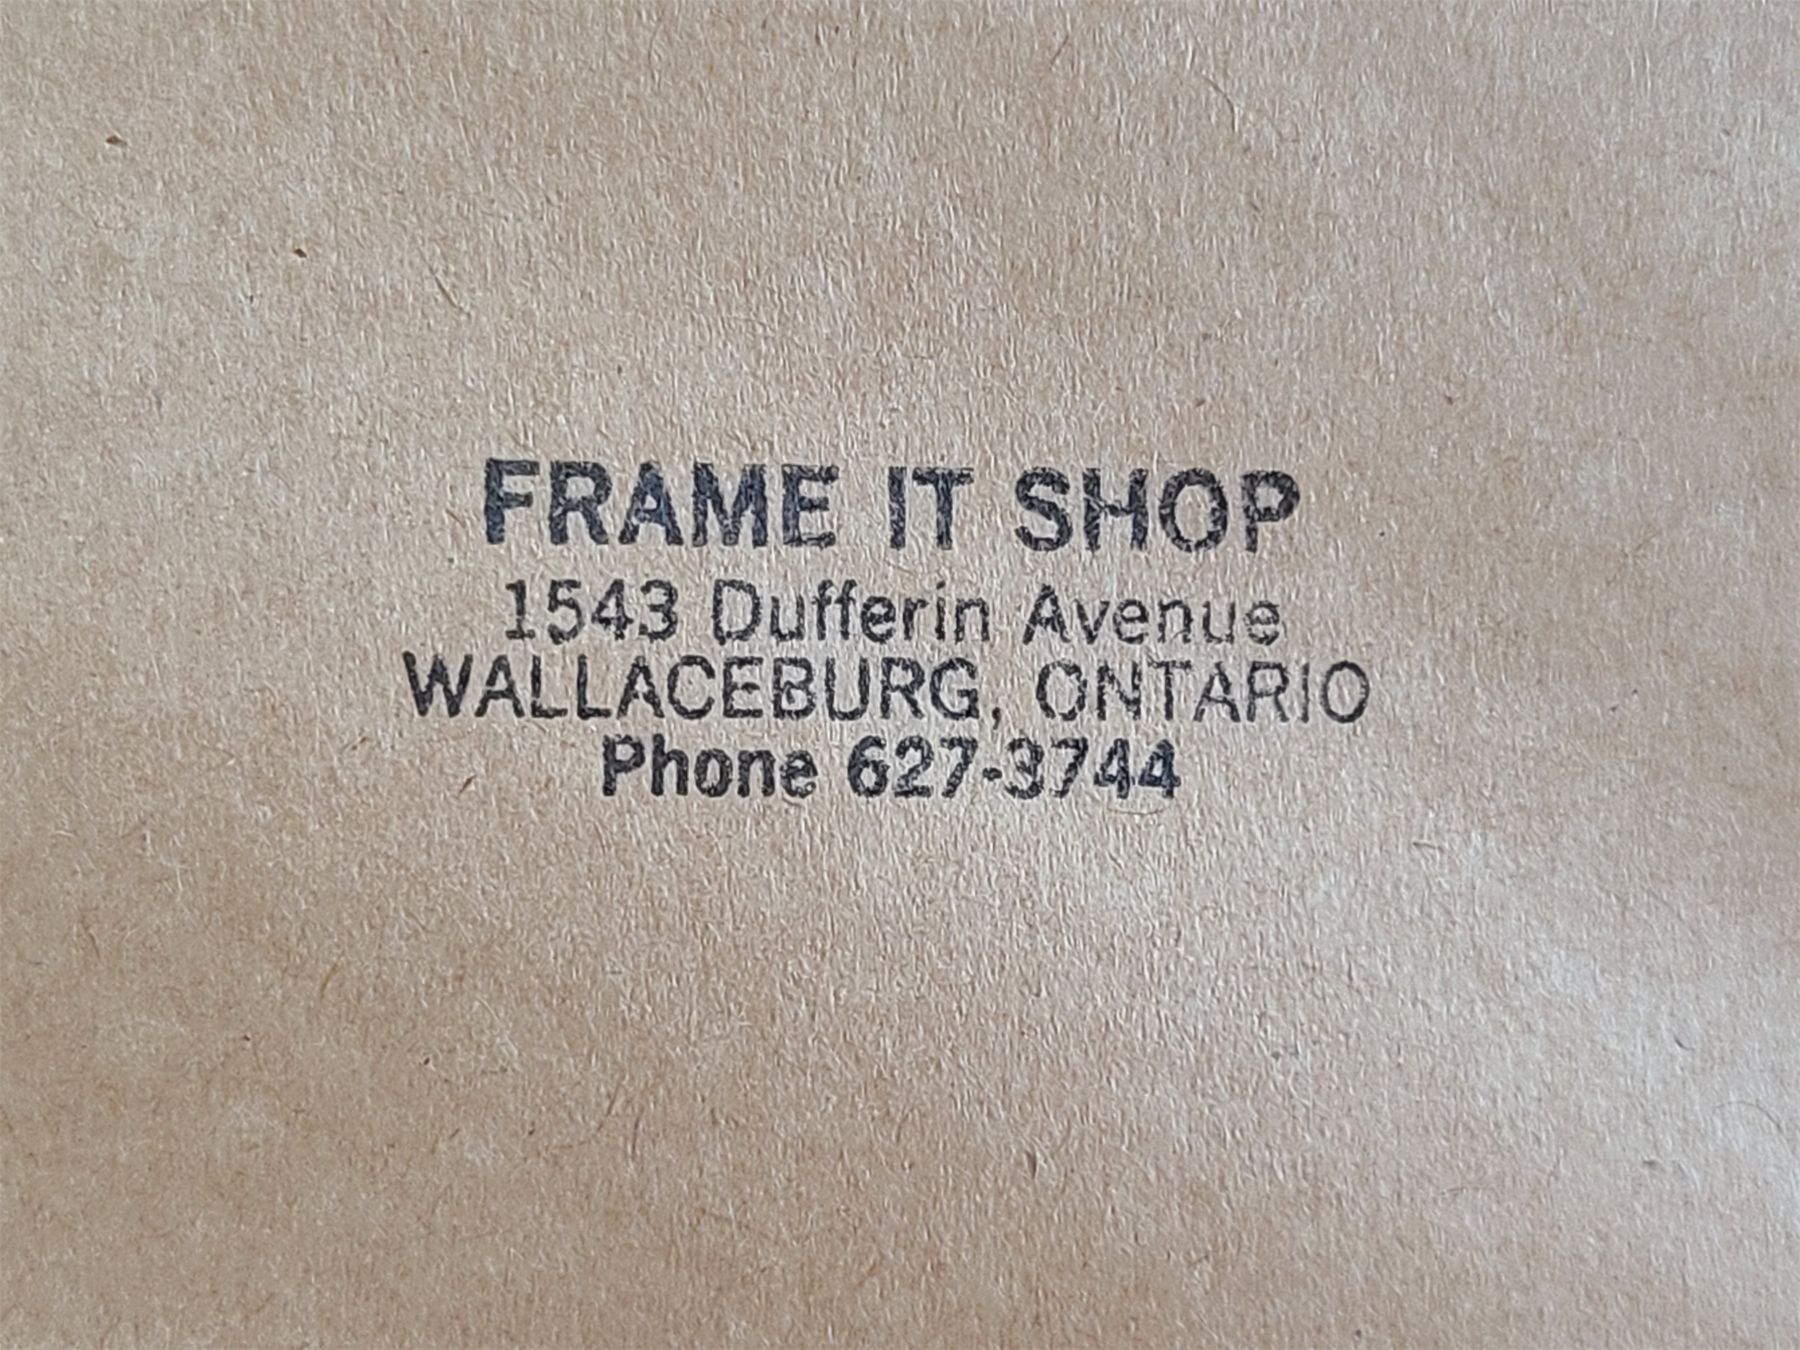 FRAME IT SHOP
1543 Dufferin Avenue
WALLACEBURG, ONTARIO
Phone 627-3744